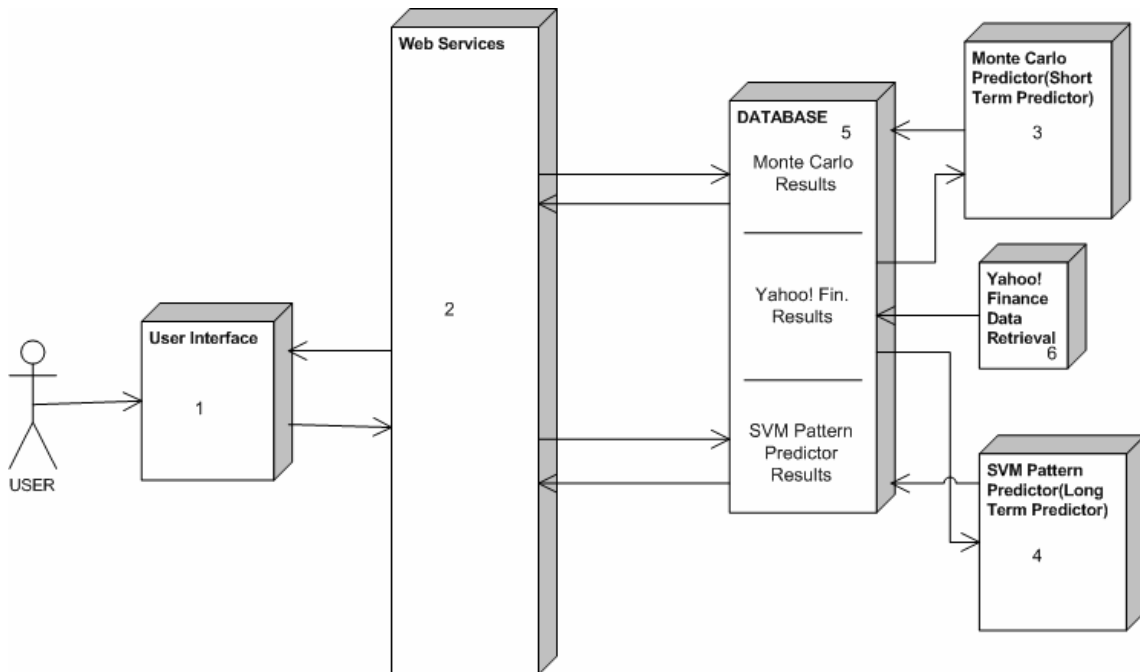 Web Services
2
User Interface
1
USER
DATABASE
5
Monte Carlo
Results
Yahoo! Fin.
Results
SVM Pattern
Predictor
Results
Monte Carlo
Predictor(Short
Term Predictor)
3
Yahoo!
Finance
Data
Retrieval
6
SVM Pattern
Predictor(Long
Term Predictor)
4